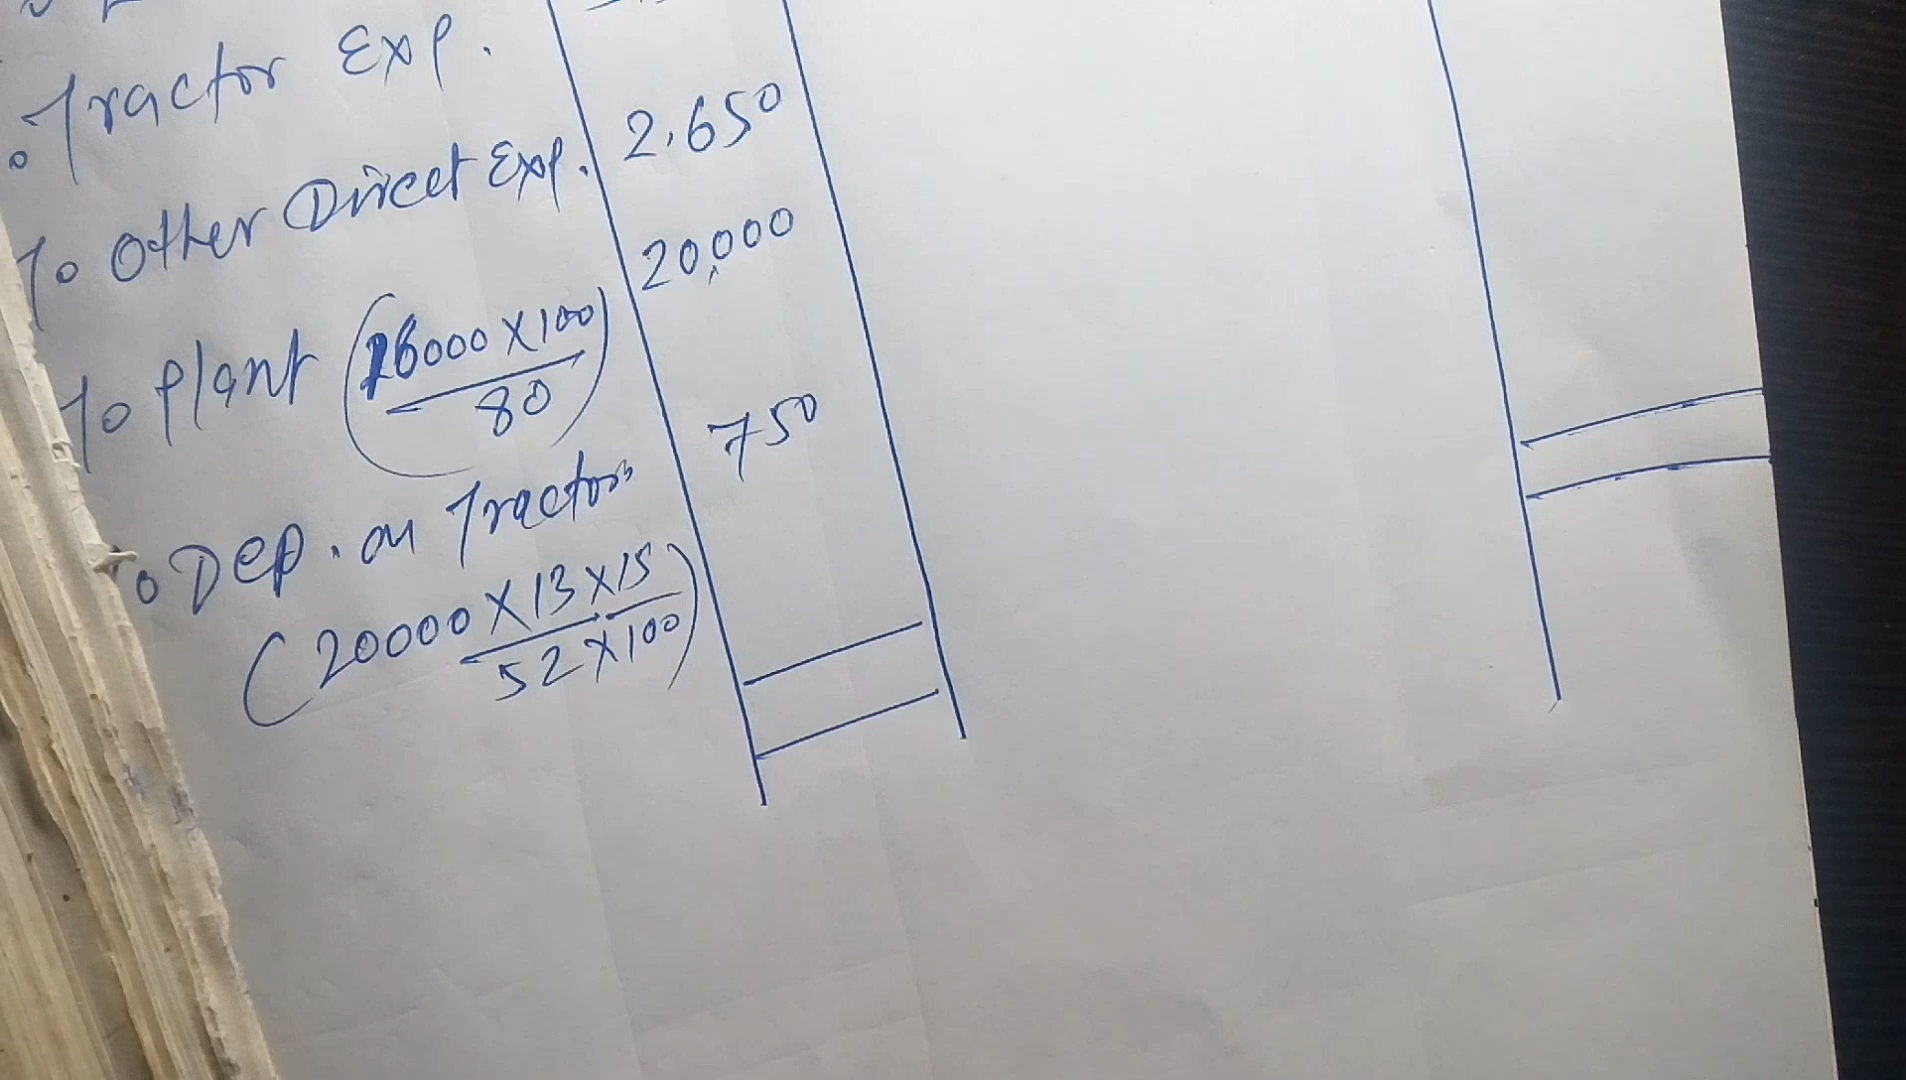 To Tractor Exp.
To Other Direct Exp. 2,650
To Plant (16000 X 100 / 80) 20,000
To Dep. on Tractors 750
(20000 X 13 X 15 / 52 X 100)